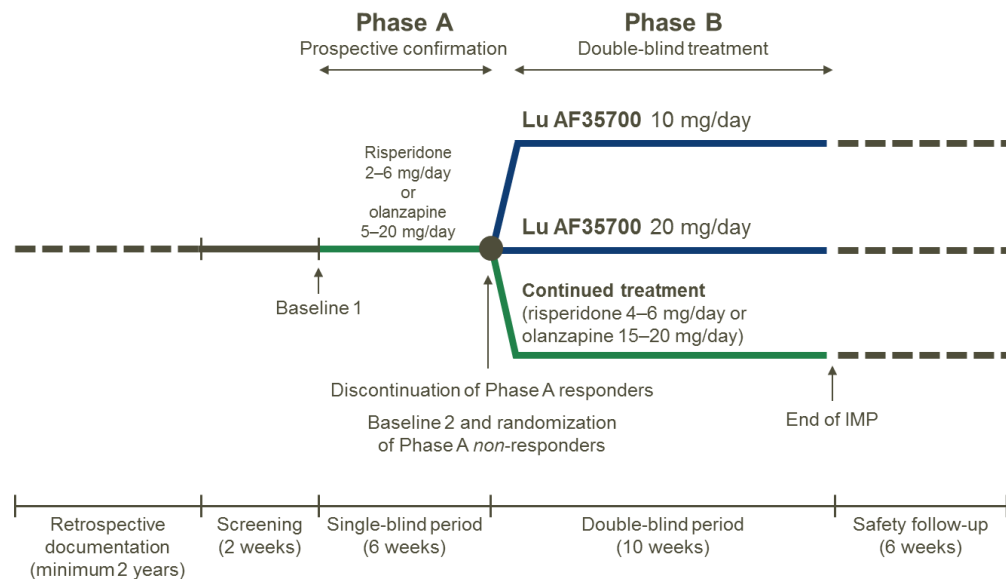 Phase A
Prospective confirmation
Phase B
Double-blind treatment
Lu AF35700 10 mg/day
Risperidone
2–6 mg/day
or
olanzapine
5–20 mg/day
Lu AF35700 20 mg/day
Continued treatment
(risperidone 4–6 mg/day or
olanzapine 15–20 mg/day)
Baseline 1
Discontinuation of Phase A responders
Baseline 2 and randomization
of Phase A non-responders
End of IMP
Retrospective
documentation
(minimum 2 years)
Screening
(2 weeks)
Single-blind period
(6 weeks)
Double-blind period
(10 weeks)
Safety follow-up
(6 weeks)